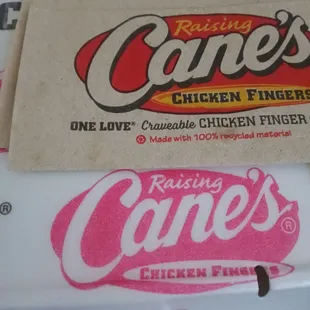 C
Raising
Cane's
CHICKEN FINGERS
ONE LOVE® Craveable CHICKEN FINGER
Made with 100% recycled material
®
Raising
Cane's®
CHICKEN FINGERS